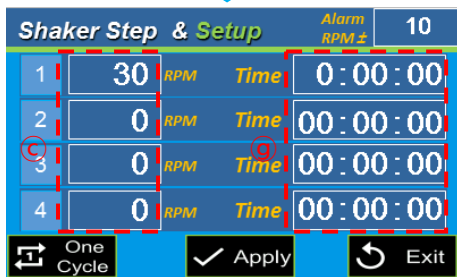 Shaker Step & Setup Alarm RPM± 10
1 30 RPM Time 0:00:00
2 0 RPM Time 00:00:00
ⓒ ⓖ
3 0 RPM Time 00:00:00
4 0 RPM Time 00:00:00
1 One Cycle Apply Exit